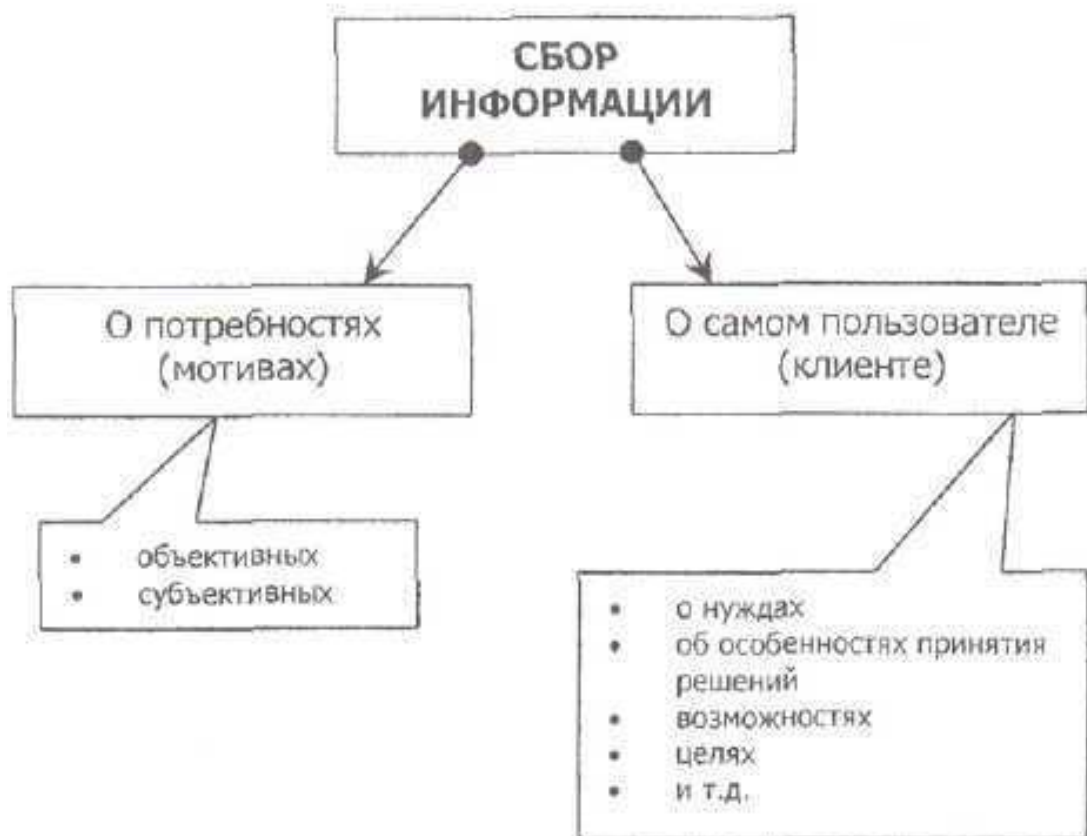 СБОР
ИНФОРМАЦИИ
О потребностях
(мотивах)
О самом пользователе
(клиенте)
• объективных
• субъективных
• о нуждах
• об особенностях принятия
решений
• возможностях
• целях
• и т.д.